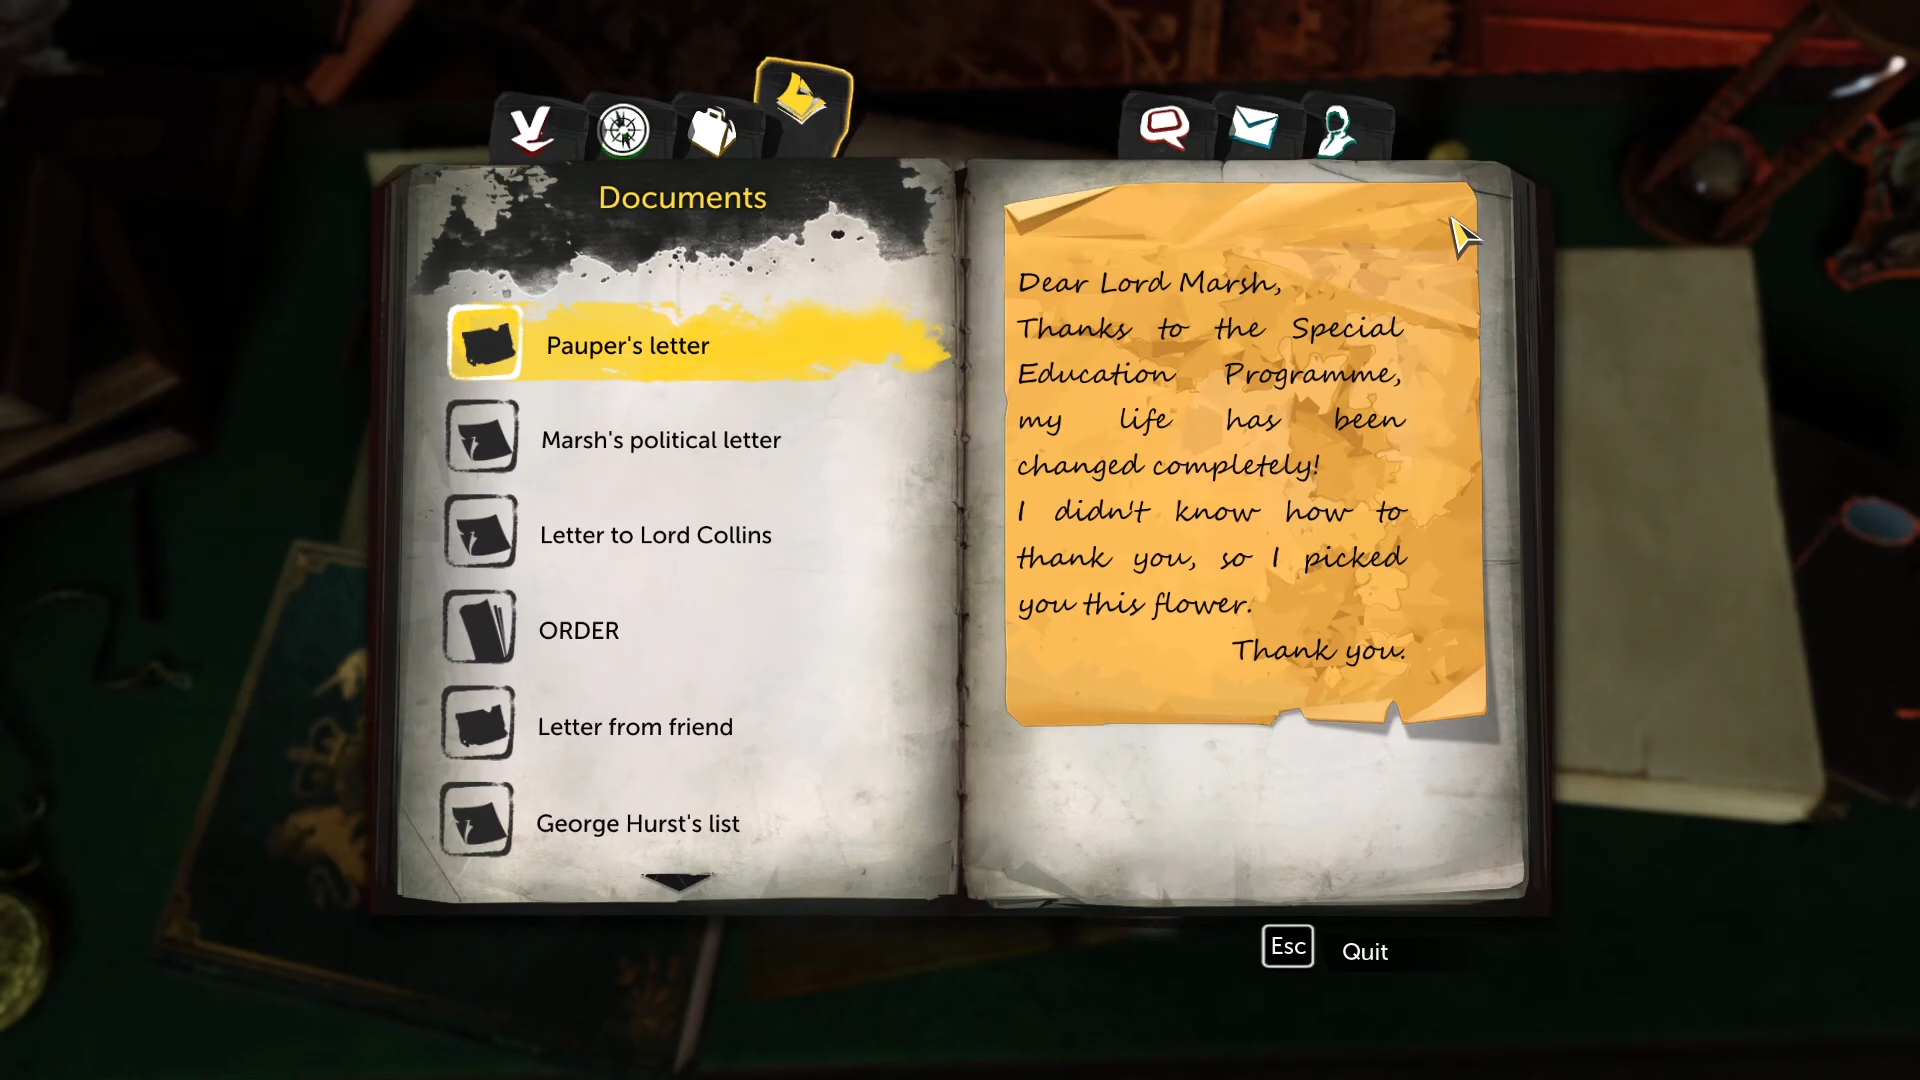 Documents
Pauper's letter
Marsh's political letter
Letter to Lord Collins
ORDER
Letter from friend
George Hurst's list
Dear Lord Marsh,
Thanks to the Special
Education Programme,
my life has been
changed completely!
I didn't know how to
thank you, so I picked
you this flower.
Thank you.
Esc Quit